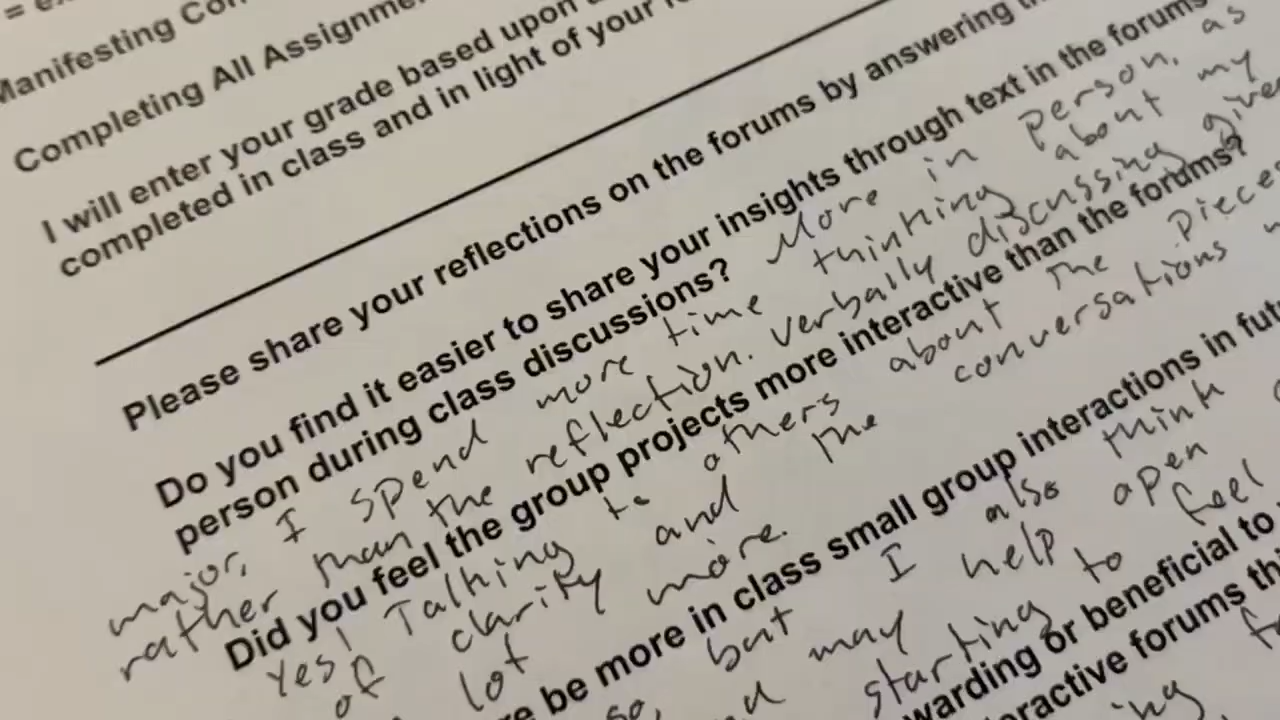 = ex
Manifesting Con
Completing All Assignme
I will enter your grade based upon
completed in class and in light of your
Please share your reflections on the forums by answering th
Do you find it easier to share your insights through text in the forums
person during class discussions? More in person, as
major, I spend more time thinking about my
rather than the reflection. Verbally discussing given
Did you feel the group projects more interactive than the forums?
Yes! Talking to others about the pieces
of clarity and the conversations
lot more.
be more in class small group interactions in fut
so, but I also think
may help open
starting to feel
warding or beneficial to
ractive forums th